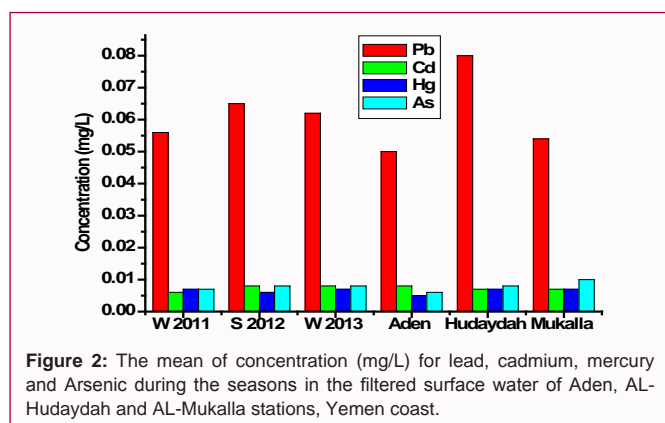 Pb
Cd
Hg
As
Concentration (mg/L)
0.08
0.07
0.06
0.05
0.04
0.03
0.02
0.01
0.00
W 2011 S 2012 W 2013 Aden Hudaydah Mukalla
Figure 2: The mean of concentration (mg/L) for lead, cadmium, mercury
and Arsenic during the seasons in the filtered surface water of Aden, AL-
Hudaydah and AL-Mukalla stations, Yemen coast.